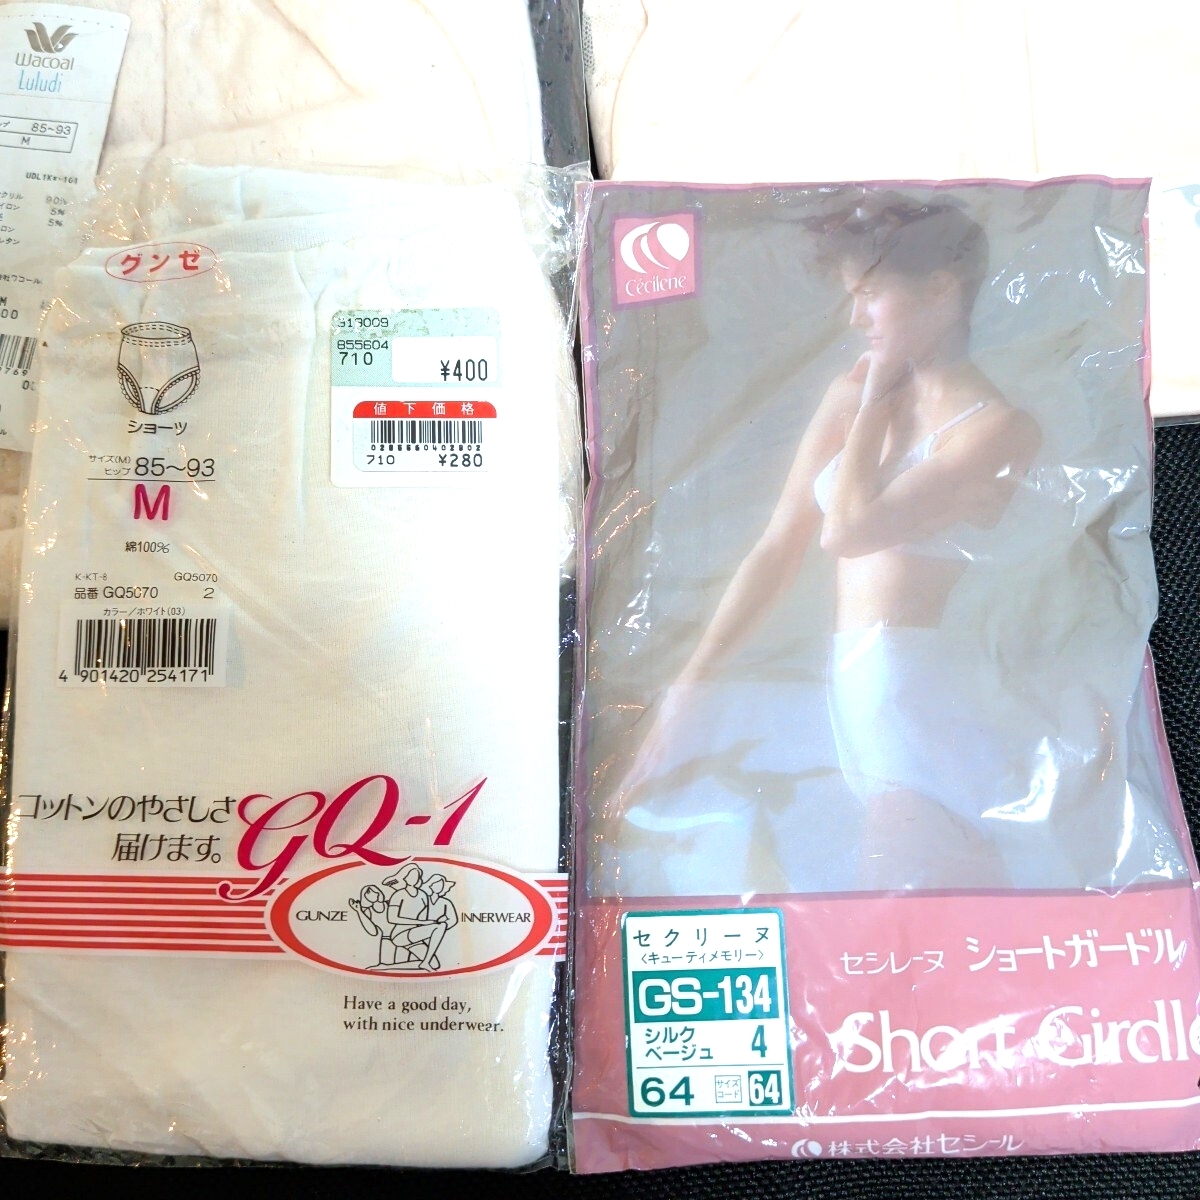 Wacoal
Luludi
85~93
M
UDL1K
90%
5%
5%
グンゼ
ショーツ
サイズ(M)
ヒップ 85~93
M
綿100%
K-KT-8 GQ5070
品番 GQ5070 2
カラー/ホワイト(03)
4 901420 254171
319009
855604
710
¥400
値下価格
710 ¥280
コットンのやさしさ
届けます。
GQ-1
GUNZE INNERWEAR
Have a good day,
with nice underwear.
Cécilene
セクリーヌ
〈キューティメモリー〉
GS-134
シルク
ベージュ 4
64 サイズコード 64
セシレーヌ ショートガードル
Short Girdle
株式会社セシール